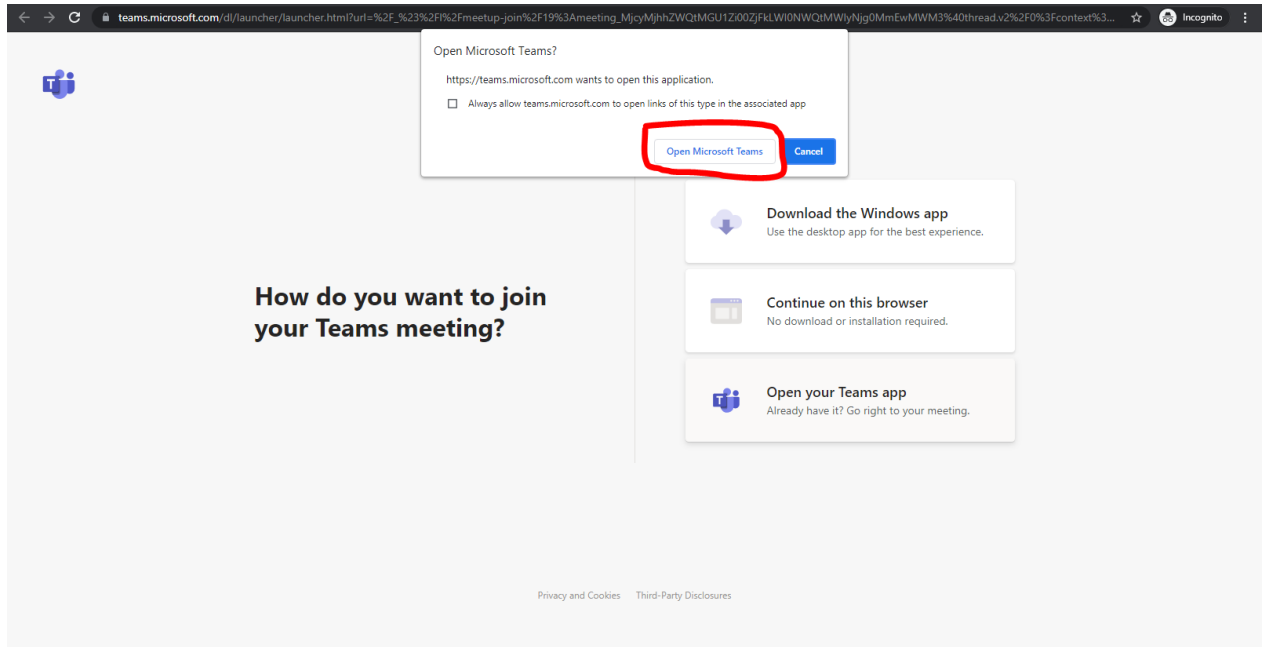 teams.microsoft.com/dl/launcher/launcher.html?url=%2F_%23%2Fl%2Fmeetup-join%2F19%3Ameeting_MjcyMjhhZWQtMGU1Zi00ZjFkLWI0NWQtMWIyNjg0MmEwMWM3%40thread.v2%2F0%3Fcontext%3...
Incognito
Open Microsoft Teams?
https://teams.microsoft.com wants to open this application.
Always allow teams.microsoft.com to open links of this type in the associated app
Open Microsoft Teams
Cancel
Download the Windows app
Use the desktop app for the best experience.
How do you want to join
your Teams meeting?
Continue on this browser
No download or installation required.
Open your Teams app
Already have it? Go right to your meeting.
Privacy and Cookies Third-Party Disclosures